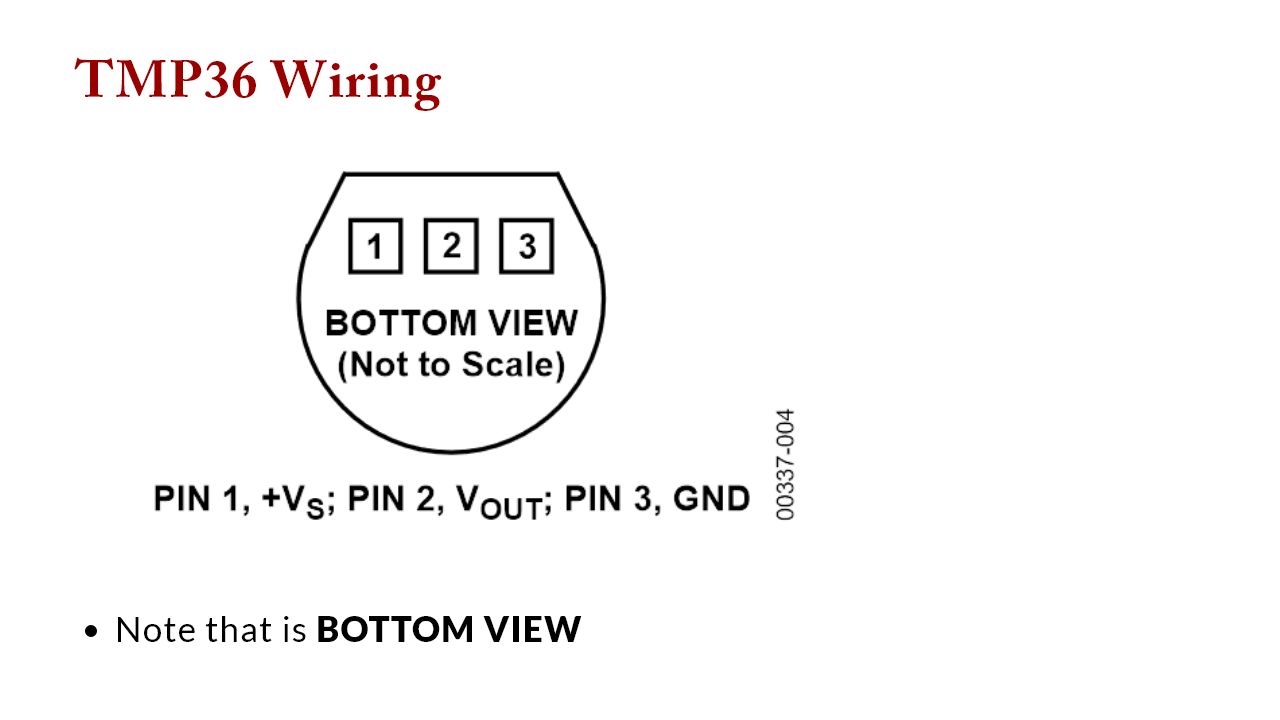 TMP36 Wiring
1 2 3
BOTTOM VIEW
(Not to Scale)
00337-004
PIN 1, +VS; PIN 2, VOUT; PIN 3, GND
• Note that is BOTTOM VIEW